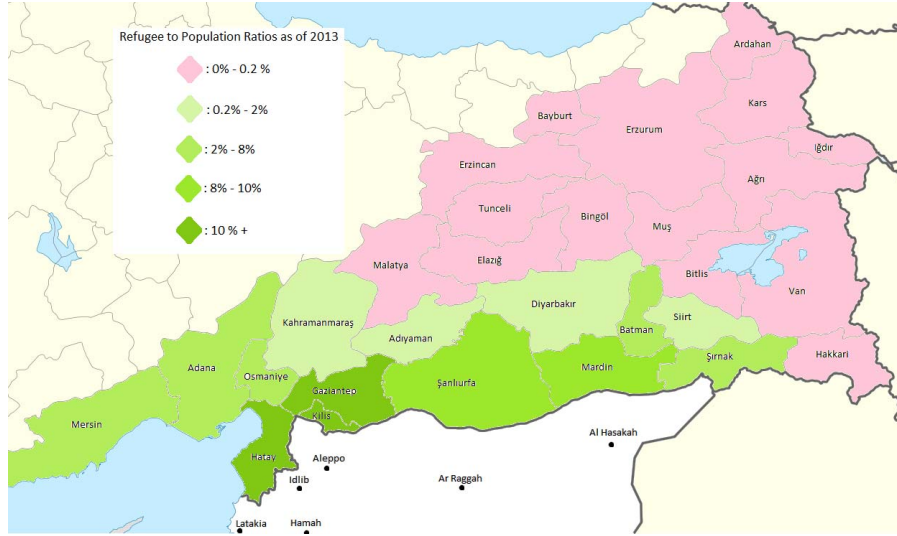 Refugee to Population Ratios as of 2013
: 0% - 0.2 %
: 0.2% - 2%
: 2% - 8%
: 8% - 10%
: 10 % +
Ardahan
Kars
Bayburt
Erzurum
Iğdır
Erzincan
Ağrı
Tunceli
Bingöl
Muş
Elazığ
Malatya
Bitlis
Van
Diyarbakır
Kahramanmaraş
Siirt
Batman
Adıyaman
Şırnak
Hakkari
Adana
Osmaniye
Mardin
Şanlıurfa
Gaziantep
Kilis
Mersin
Hatay
Al Hasakah
Aleppo
Idlib
Ar Raggah
Latakia
Hamah